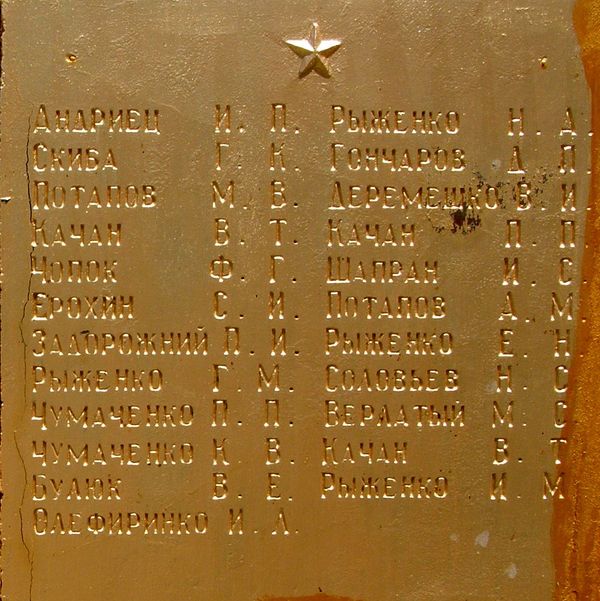 Андриец И. П. Рыженко Н. А.
Скиба Г. К. Гончаров Д. П.
Потапов М. В. Деремешко В. И.
Качан В. Т. Качан П. П
Чопок Ф. Г. Шапран И. С.
Ерохин С. И. Потапов А. М
Задорожний П. И. Рыженко Е. Н
Рыженко Г. М. Соловьев Н. С
Чумаченко П. П. Верлатый М. С
Чумаченко К. В. Качан В. Т
Булюк В. Е. Рыженко И. М
Олефиринко И. Л.